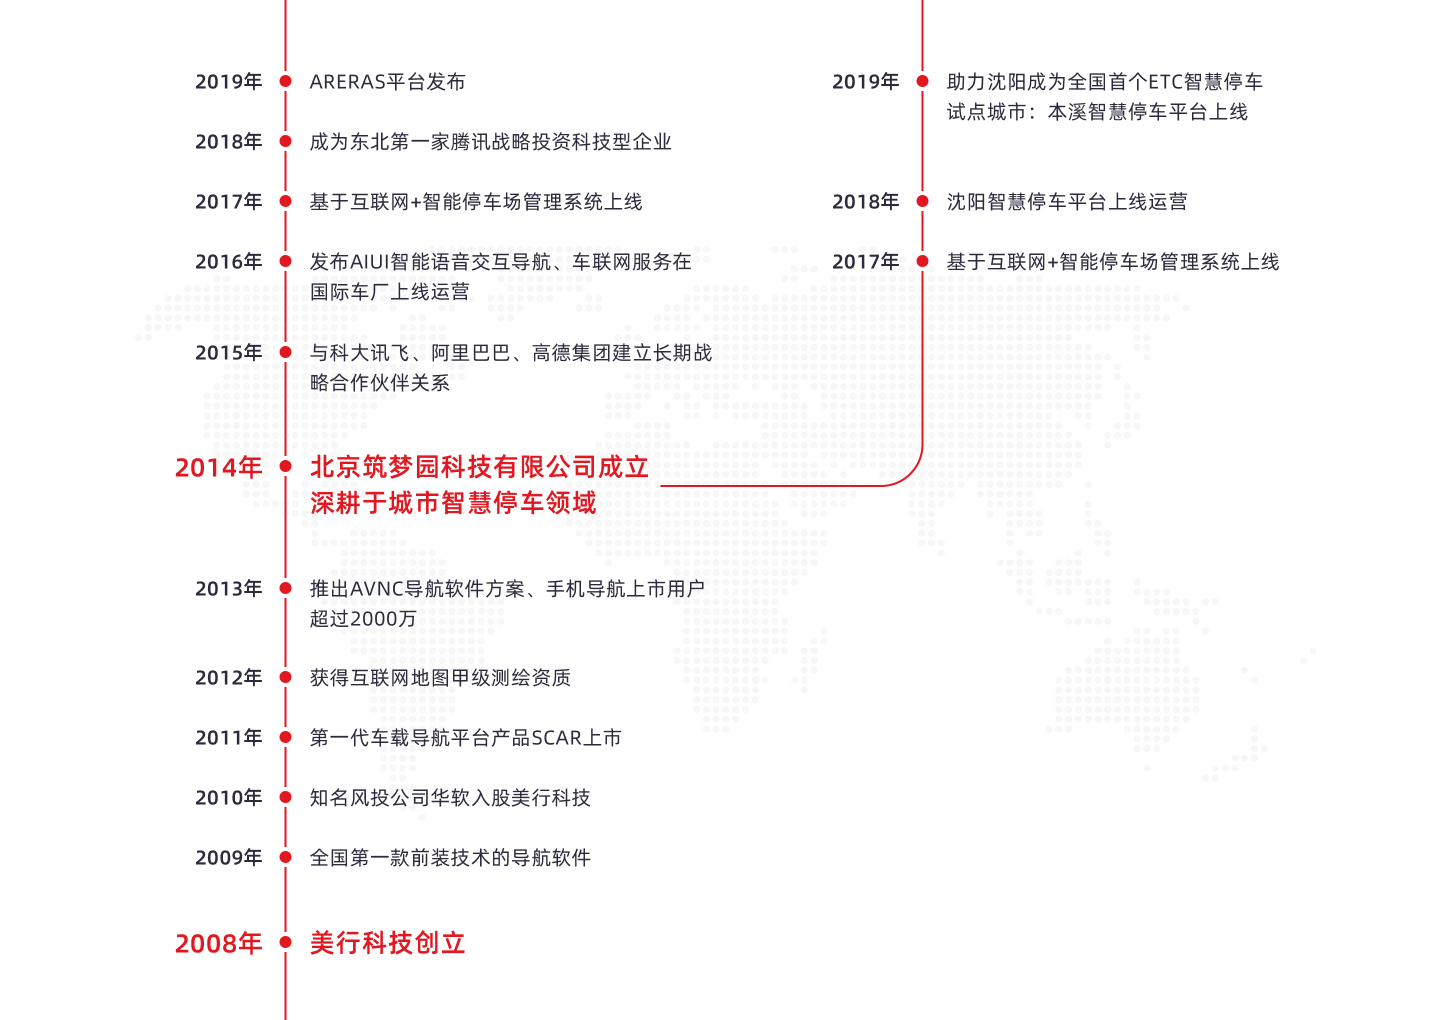 2019年 ARERAS平台发布
2018年 成为东北第一家腾讯战略投资科技型企业
2017年 基于互联网+智能停车场管理系统上线
2016年 发布AIUI智能语音交互导航、车联网服务在
国际车厂上线运营
2015年 与科大讯飞、阿里巴巴、高德集团建立长期战
略合作伙伴关系
2014年 北京筑梦园科技有限公司成立
深耕于城市智慧停车领域
2013年 推出AVNC导航软件方案、手机导航上市用户
超过2000万
2012年 获得互联网地图甲级测绘资质
2011年 第一代车载导航平台产品SCAR上市
2010年 知名风投公司华软入股美行科技
2009年 全国第一款前装技术的导航软件
2008年 美行科技创立
2019年 助力沈阳成为全国首个ETC智慧停车
试点城市：本溪智慧停车平台上线
2018年 沈阳智慧停车平台上线运营
2017年 基于互联网+智能停车场管理系统上线